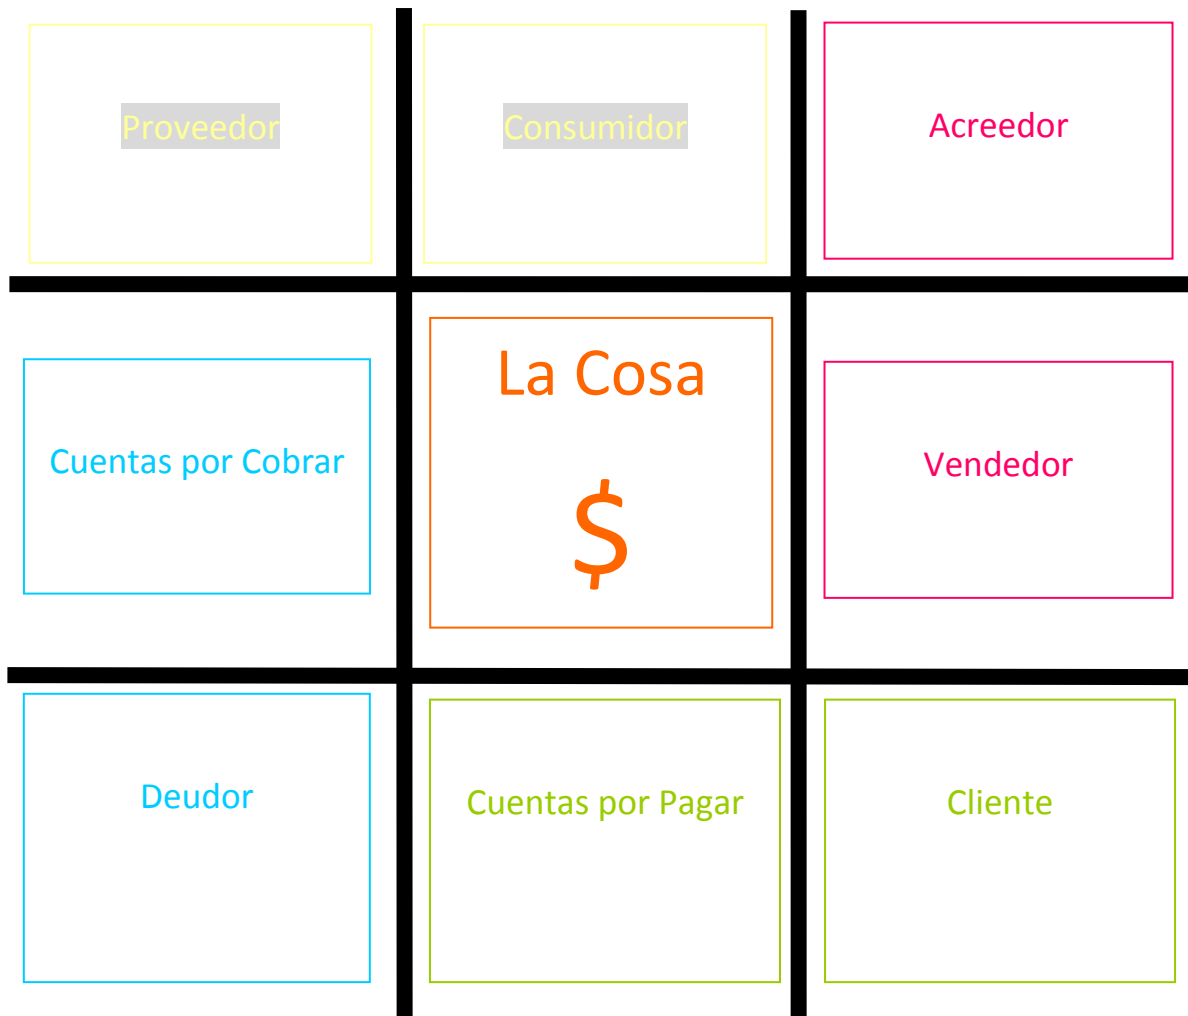 Proveedor
Consumidor
Acreedor
Cuentas por Cobrar
La Cosa
$
Vendedor
Deudor
Cuentas por Pagar
Cliente